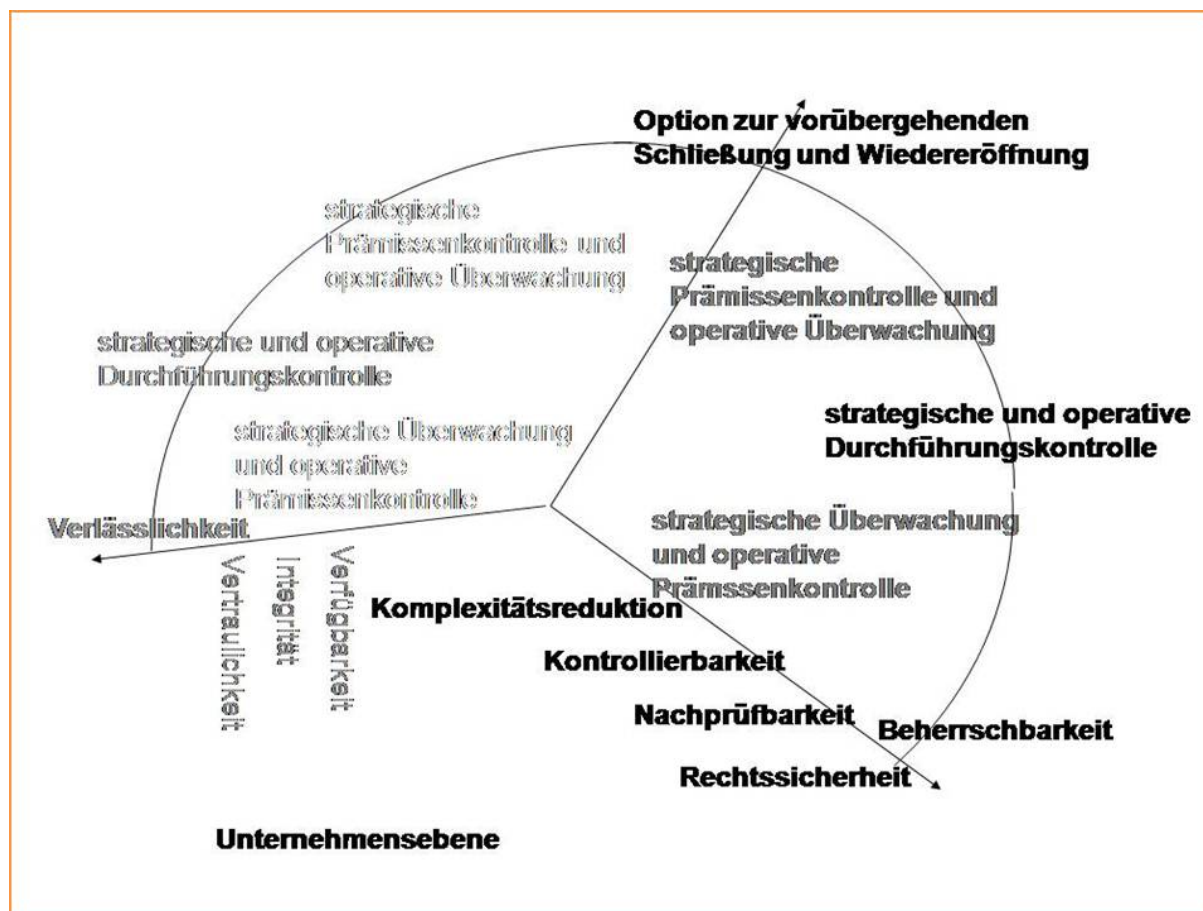 Option zur vorübergehenden
Schließung und Wiedereröffnung
strategische
Prämissenkontrolle und
operative Überwachung
strategische
Prämissenkontrolle und
operative Überwachung
strategische und operative
Durchführungskontrolle
strategische und operative
Durchführungskontrolle
strategische Überwachung
und operative
Prämissenkontrolle
strategische Überwachung
und operative
Prämssenkontrolle
Verlässlichkeit
Vertraulichkeit
Integrität
Verfügbarkeit
Komplexitätsreduktion
Kontrollierbarkeit
Nachprüfbarkeit
Beherrschbarkeit
Rechtssicherheit
Unternehmensebene